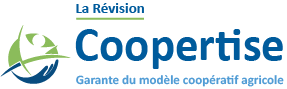 La Révision
Coopertise
Garante du modèle coopératif agricole